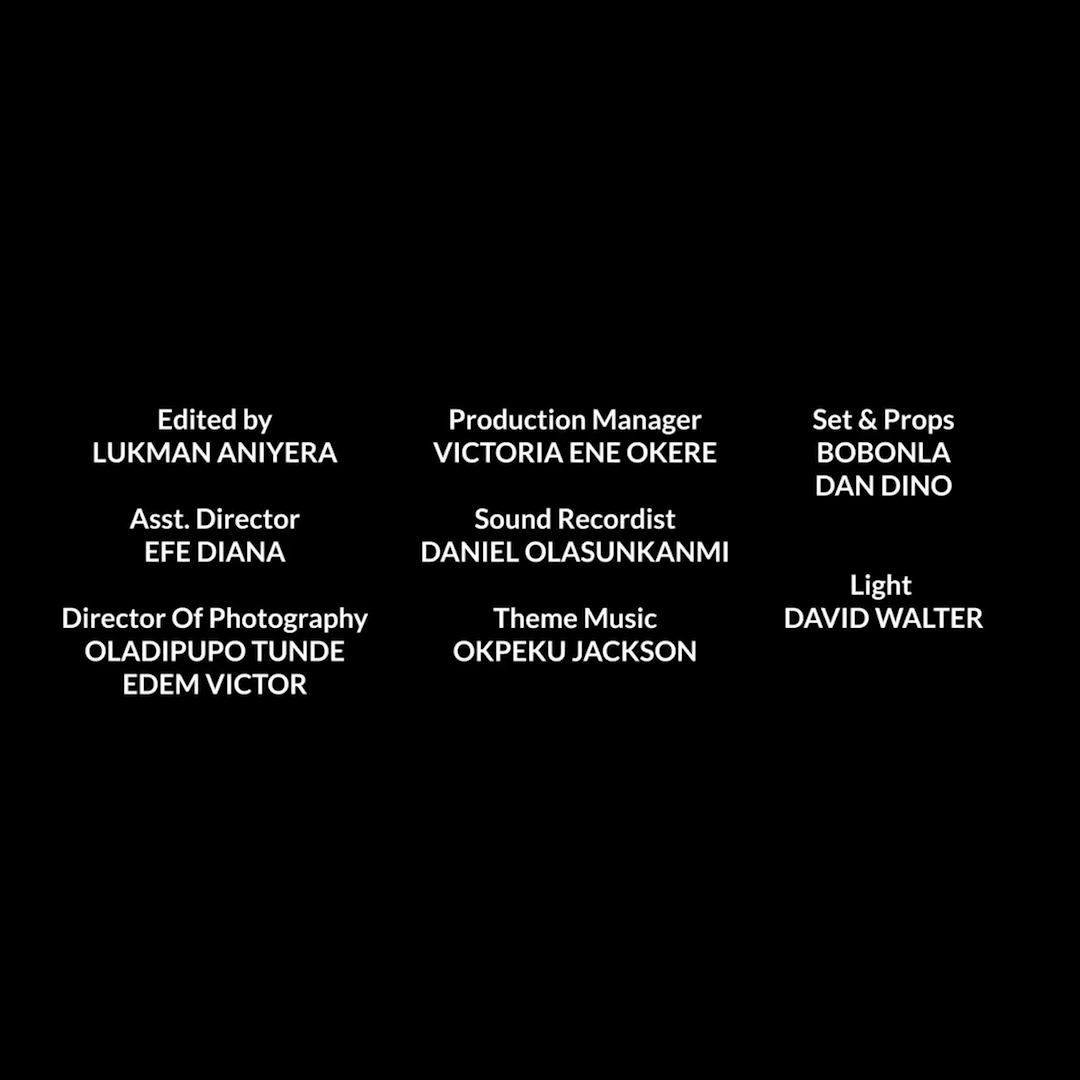 Edited by
LUKMAN ANIYERA
Asst. Director
EFE DIANA
Director Of Photography
OLADIPUPO TUNDE
EDEM VICTOR
Production Manager
VICTORIA ENE OKERE
Sound Recordist
DANIEL OLASUNKANMI
Theme Music
OKPEKU JACKSON
Set & Props
BOBONLA
DAN DINO
Light
DAVID WALTER